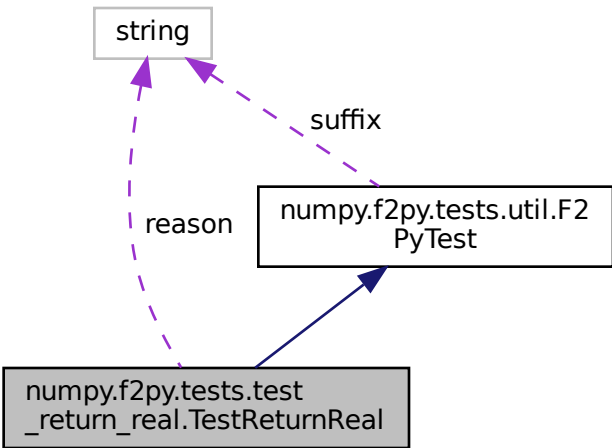 string
suffix
numpy.f2py.tests.util.F2
PyTest
reason
numpy.f2py.tests.test
_return_real.TestReturnReal